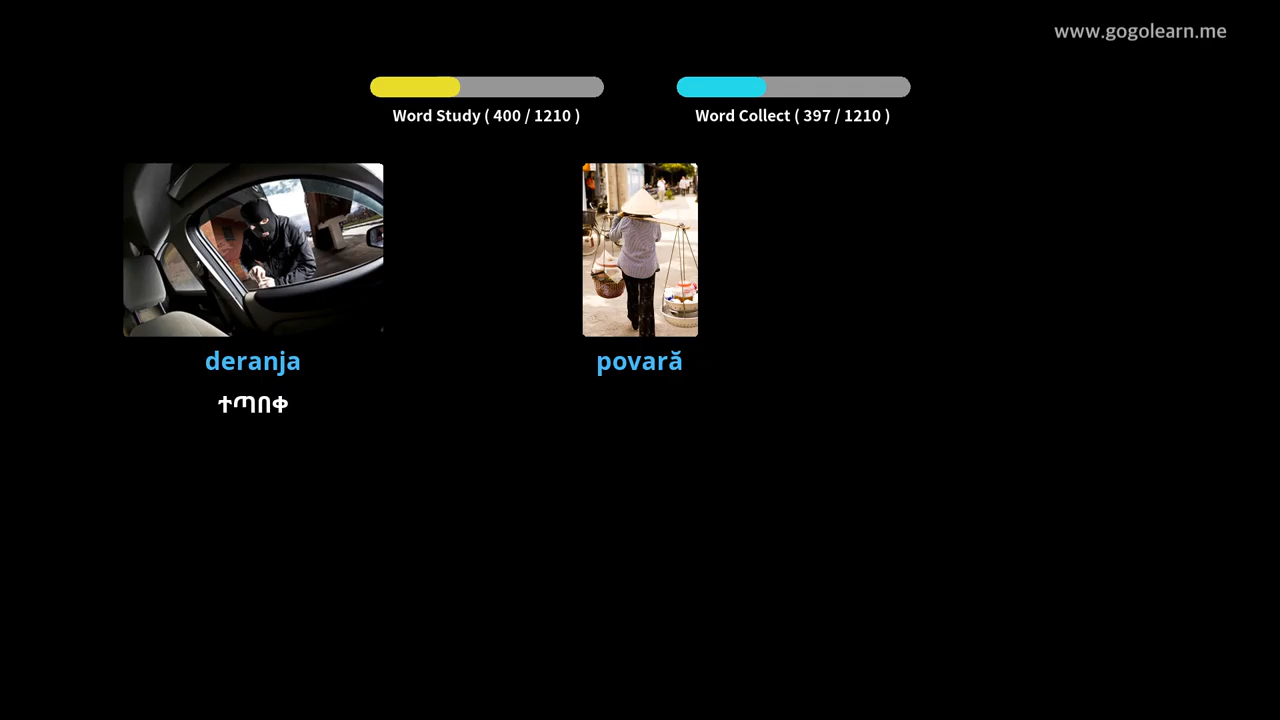 www.gogolearn.me
Word Study ( 400 / 1210 )
Word Collect ( 397 / 1210 )
deranja
povară
ተጣበቀ